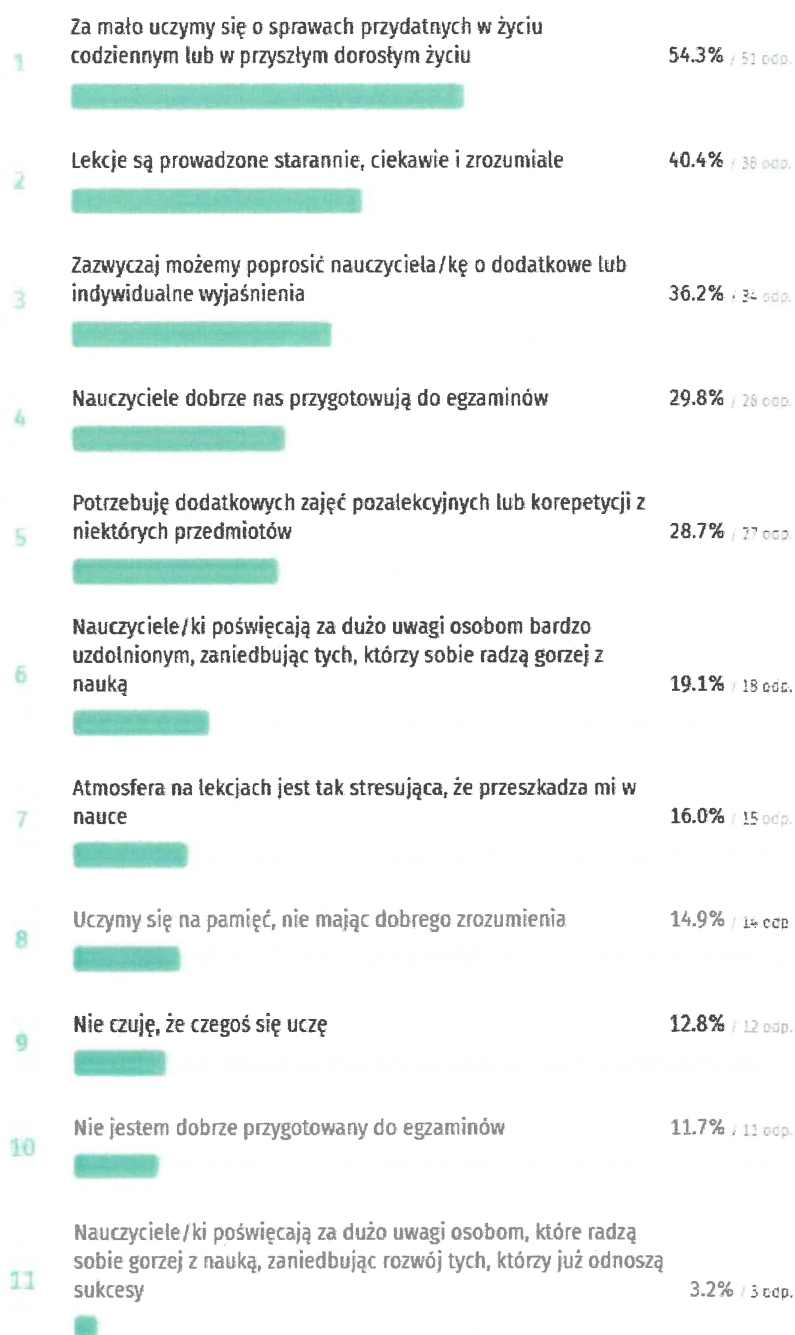 Za mało uczymy się o sprawach przydatnych w życiu
1 codziennym lub w przyszłym dorosłym życiu 54.3% / 51 odp.
2 Lekcje są prowadzone starannie, ciekawie i zrozumiale 40.4% / 38 odp.
Zazwyczaj możemy poprosić nauczyciela/kę o dodatkowe lub
3 indywidualne wyjaśnienia 36.2% / 34 odp.
4 Nauczyciele dobrze nas przygotowują do egzaminów 29.8% / 28 odp.
Potrzebuję dodatkowych zajęć pozalekcyjnych lub korepetycji z
5 niektórych przedmiotów 28.7% / 27 odp.
Nauczyciele/ki poświęcają za dużo uwagi osobom bardzo
uzdolnionym, zaniedbując tych, którzy sobie radzą gorzej z
6 nauką 19.1% / 18 odp.
Atmosfera na lekcjach jest tak stresująca, że przeszkadza mi w
7 nauce 16.0% / 15 odp.
8 Uczymy się na pamięć, nie mając dobrego zrozumienia 14.9% / 14 odp.
9 Nie czuję, że czegoś się uczę 12.8% / 12 odp.
10 Nie jestem dobrze przygotowany do egzaminów 11.7% / 11 odp.
Nauczyciele/ki poświęcają za dużo uwagi osobom, które radzą
sobie gorzej z nauką, zaniedbując rozwój tych, którzy już odnoszą
11 sukcesy 3.2% / 3 odp.